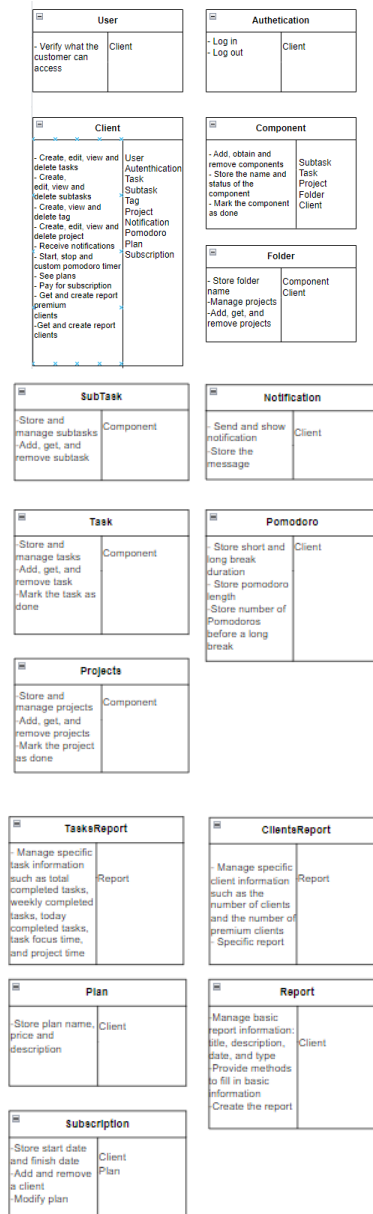 User
- Verify what the
customer can
access
Client
Authetication
- Log in
- Log out
Client
Client
- Create, edit, view and
delete tasks
- Create,
edit, view and
delete subtasks
- Create, view and
delete tag
- Create, edit, view and
delete project
- Receive notifications
- Start, stop and
custom pomodoro timer
- See plans
- Pay for subscription
- Get and create report
premium
clients
-Get and create report
clients
User
Autenthication
Task
Subtask
Tag
Project
Notification
Pomodoro
Plan
Subscription
Component
- Add, obtain and
remove components
- Store the name and
status of the
component
- Mark the component
as done
Subtask
Task
Project
Folder
Client
Folder
- Store folder
name
-Manage projects
-Add, get, and
remove projects
Component
Client
SubTask
-Store and
manage subtasks
-Add, get, and
remove subtask
Component
Notification
- Send and show
notification
-Store the
message
Client
Task
-Store and
manage tasks
-Add, get, and
remove task
-Mark the task as
done
Component
Pomodoro
- Store short and
long break
duration
- Store pomodoro
length
-Store number of
Pomodoros
before a long
break
Client
Projects
-Store and
manage projects
-Add, get, and
remove projects
-Mark the project
as done
Component
TasksReport
- Manage specific
task information
such as total
completed tasks,
weekly completed
tasks, today
completed tasks,
task focus time,
and project time
Report
ClientsReport
- Manage specific
client information
such as the
number of clients
and the number of
premium clients
- Specific report
Report
Plan
-Store plan name,
price and
description
Client
Report
-Manage basic
report information:
title, description,
date, and type
-Provide methods
to fill in basic
information
-Create the report
Client
Subscription
-Store start date
and finish date
-Add and remove
a client
-Modify plan
Client
Plan